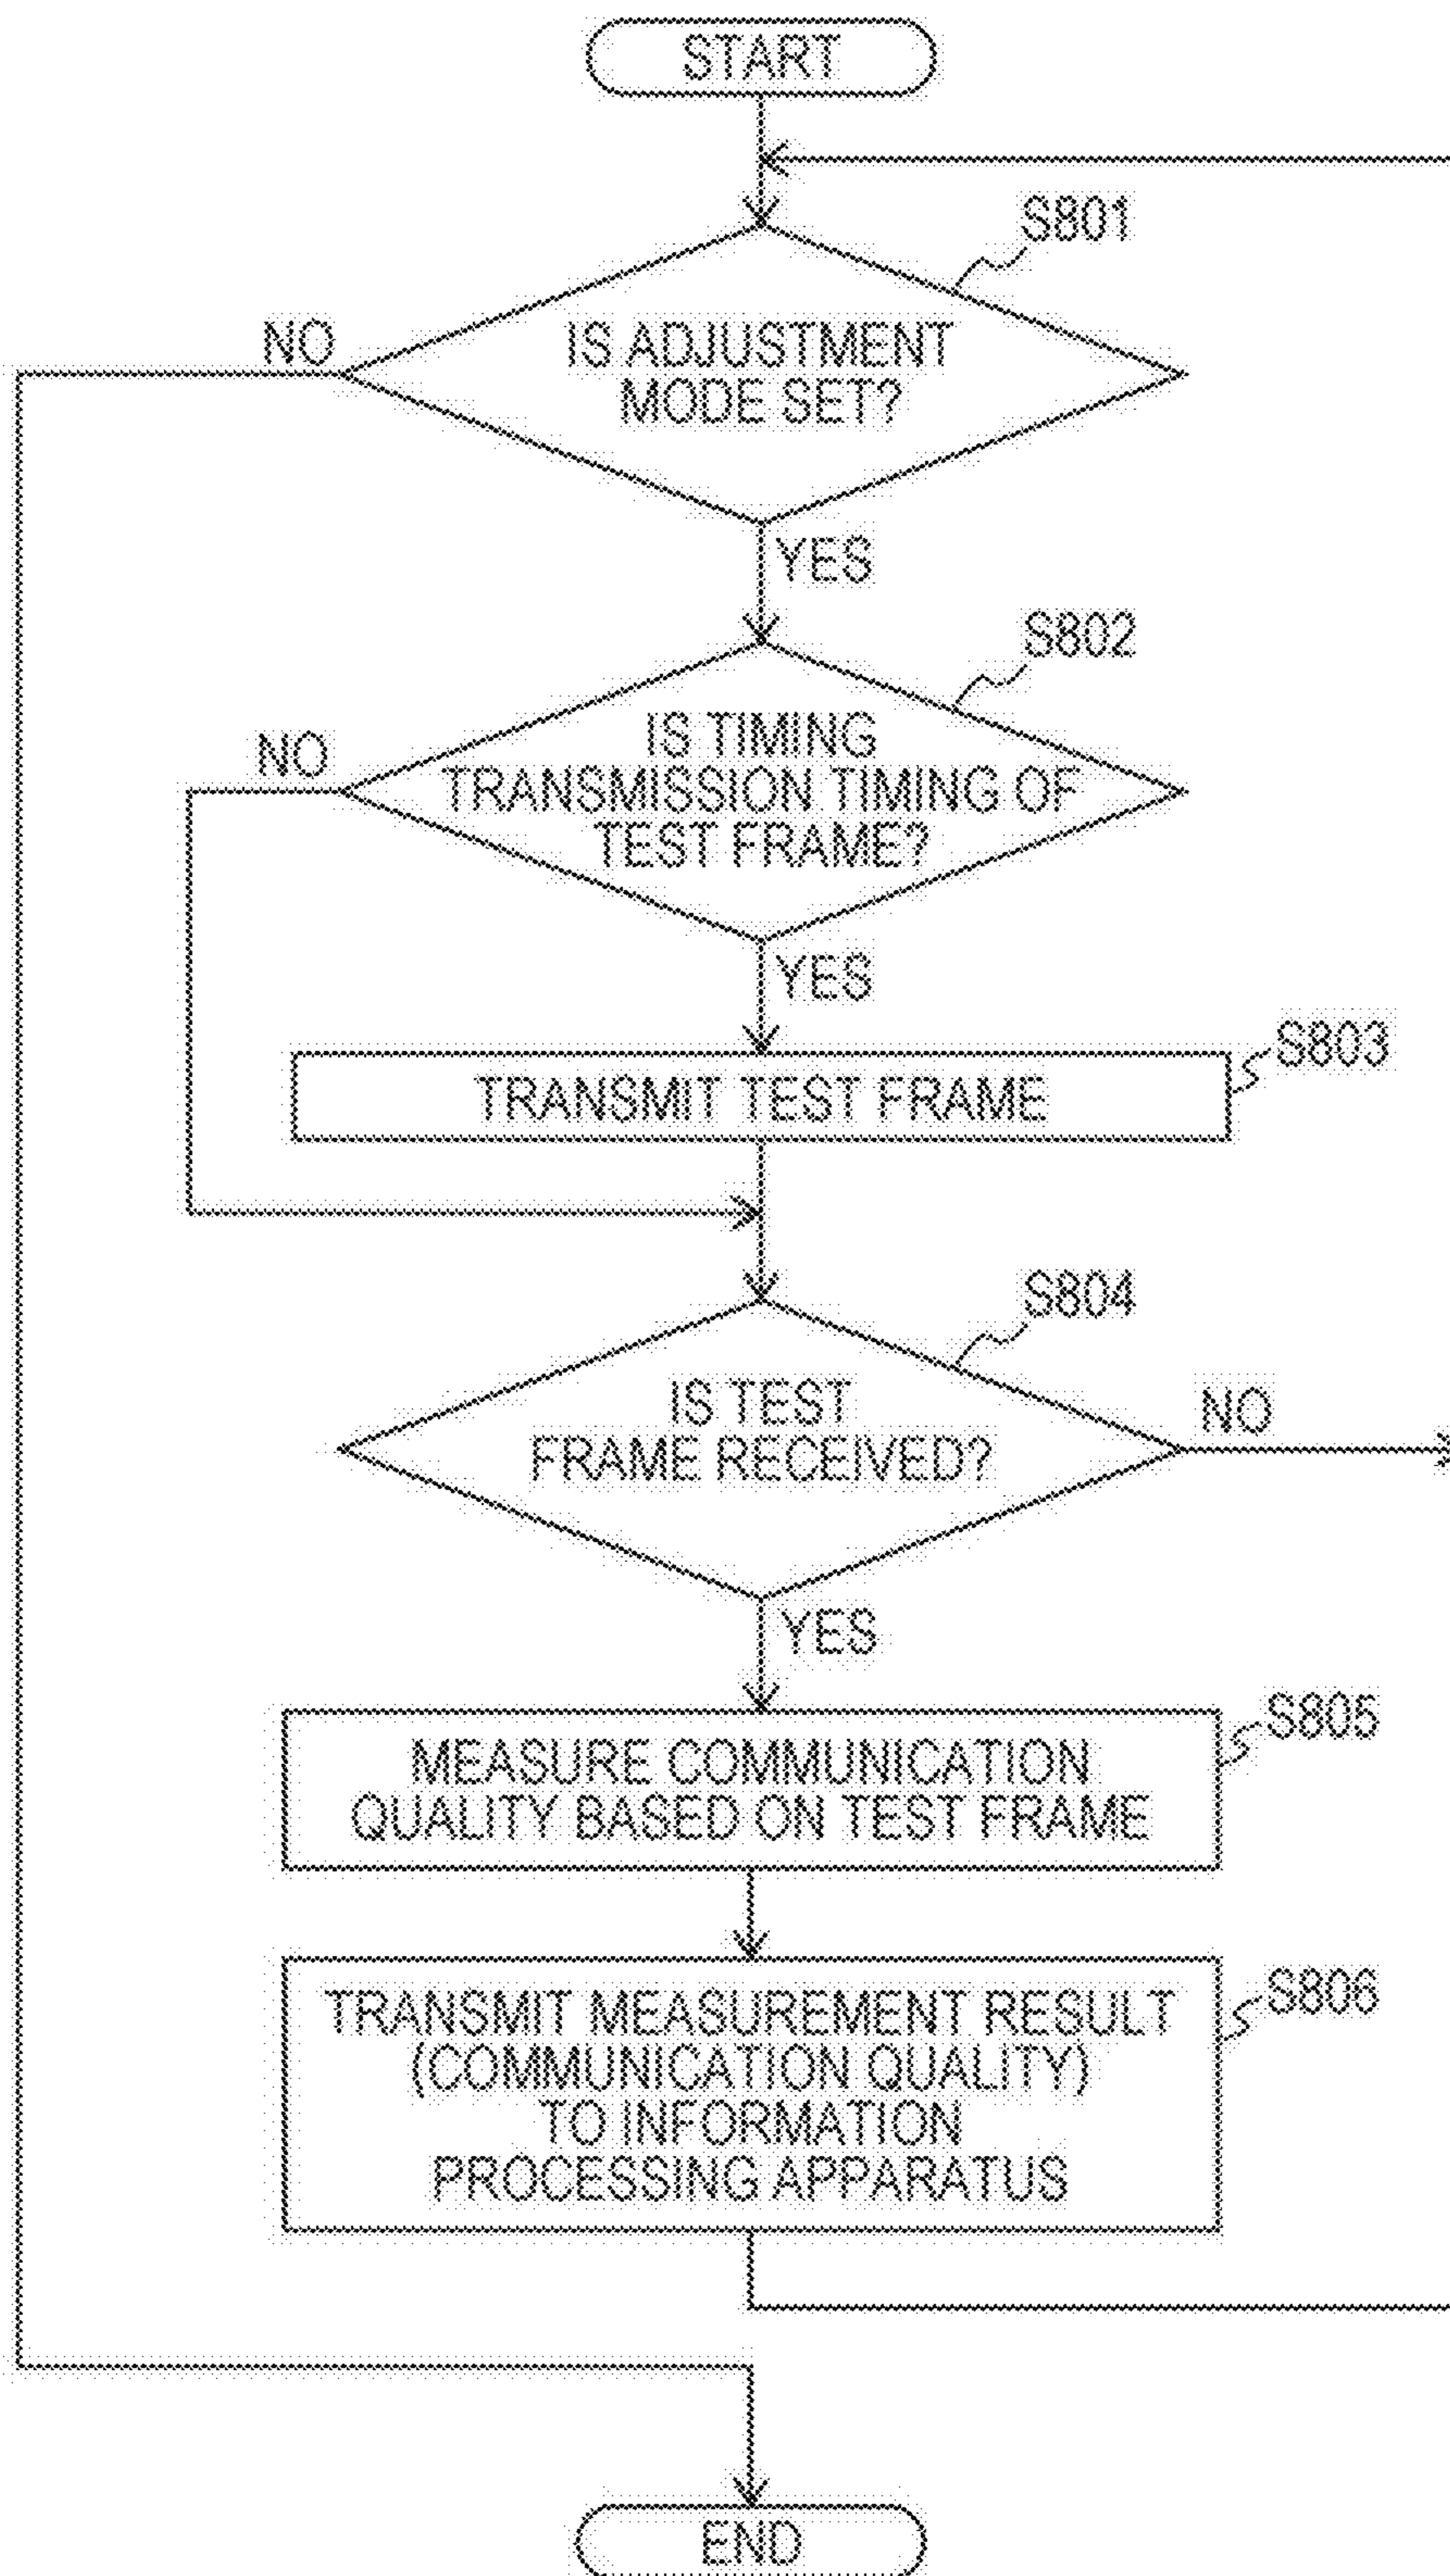 START
S801
NO
IS ADJUSTMENT
MODE SET?
YES
S802
NO
IS TIMING
TRANSMISSION TIMING OF
TEST FRAME?
YES
S803
TRANSMIT TEST FRAME
S804
IS TEST
FRAME RECEIVED?
NO
YES
S805
MEASURE COMMUNICATION
QUALITY BASED ON TEST FRAME
S806
TRANSMIT MEASUREMENT RESULT
(COMMUNICATION QUALITY)
TO INFORMATION
PROCESSING APPARATUS
END